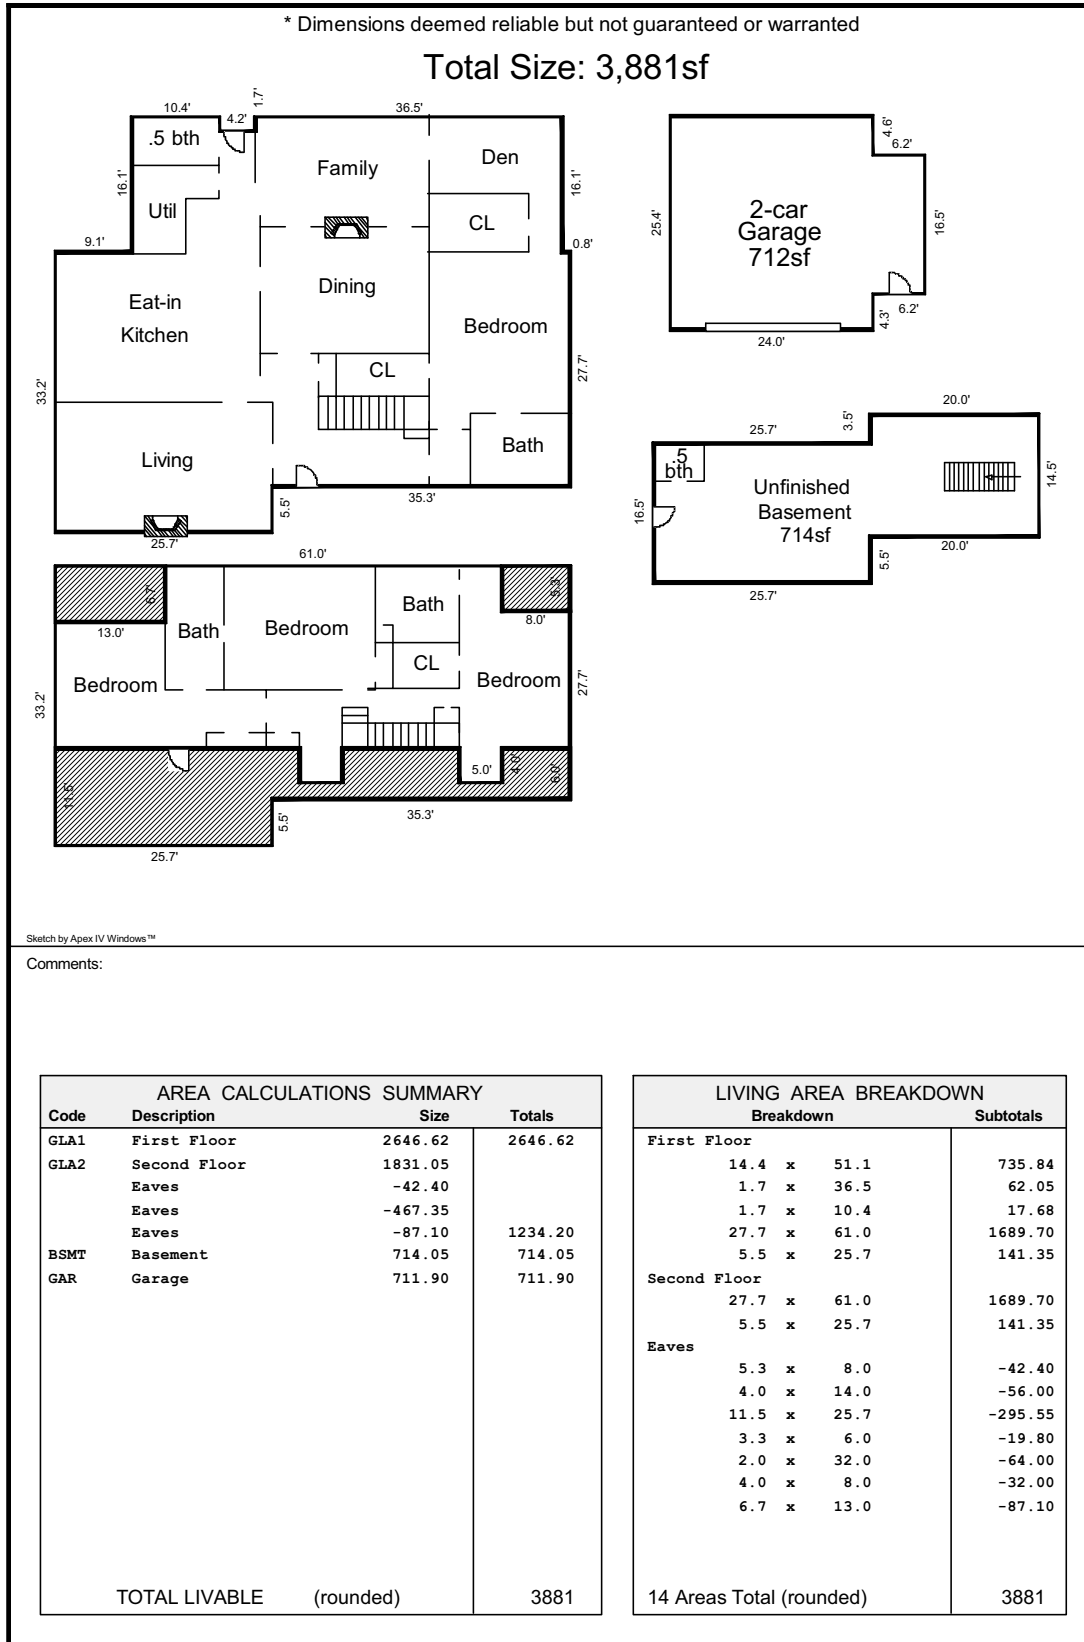 * Dimensions deemed reliable but not guaranteed or warranted
Total Size: 3,881sf
10.4'
4.2'
1.7'
36.5'
.5 bth
Family
Den
16.1'
16.1'
Util
CL
9.1'
0.8'
Dining
Eat-in
Kitchen
Bedroom
CL
33.2'
27.7'
Living
Bath
5.5'
35.3'
25.7'
4.6'
6.2'
25.4'
2-car
Garage
712sf
16.5'
6.2'
4.3'
24.0'
20.0'
25.7'
3.5'
.5
bth
Unfinished
Basement
714sf
14.5'
16.5'
5.5'
20.0'
25.7'
61.0'
6.7'
5.3'
13.0'
8.0'
Bath
Bedroom
Bath
CL
Bedroom
Bedroom
33.2'
27.7'
5.0'
4.0'
6.0'
11.5'
5.5'
35.3'
25.7'
Sketch by Apex IV Windows™
Comments:
AREA CALCULATIONS SUMMARY
Code Description Size Totals
GLA1 First Floor 2646.62 2646.62
GLA2 Second Floor 1831.05
Eaves -42.40
Eaves -467.35
Eaves -87.10 1234.20
BSMT Basement 714.05 714.05
GAR Garage 711.90 711.90
TOTAL LIVABLE (rounded) 3881
LIVING AREA BREAKDOWN
Breakdown Subtotals
First Floor
14.4 x 51.1 735.84
1.7 x 36.5 62.05
1.7 x 10.4 17.68
27.7 x 61.0 1689.70
5.5 x 25.7 141.35
Second Floor
27.7 x 61.0 1689.70
5.5 x 25.7 141.35
Eaves
5.3 x 8.0 -42.40
4.0 x 14.0 -56.00
11.5 x 25.7 -295.55
3.3 x 6.0 -19.80
2.0 x 32.0 -64.00
4.0 x 8.0 -32.00
6.7 x 13.0 -87.10
14 Areas Total (rounded) 3881